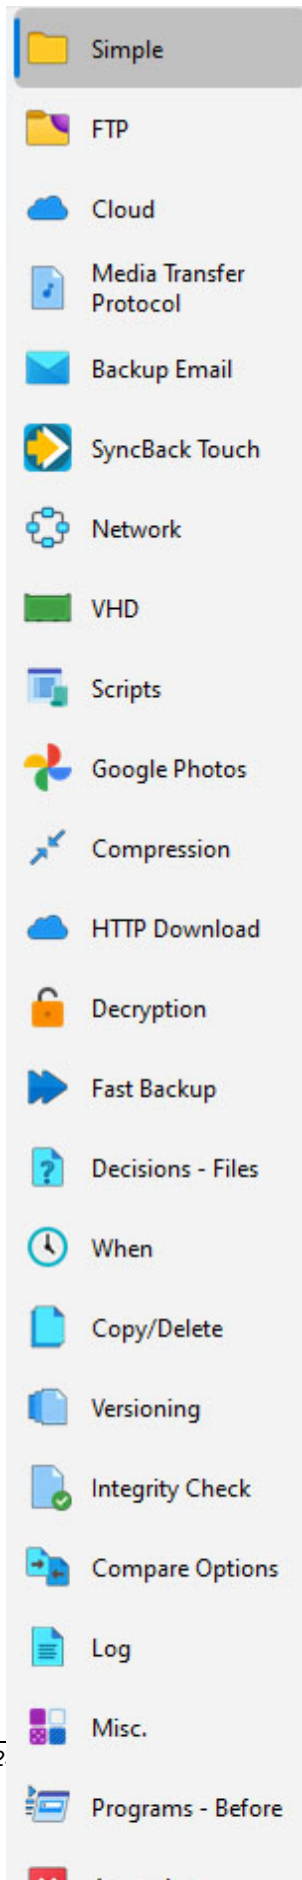 Simple
FTP
Cloud
Media Transfer
Protocol
Backup Email
SyncBack Touch
Network
VHD
Scripts
Google Photos
Compression
HTTP Download
Decryption
Fast Backup
Decisions - Files
When
Copy/Delete
Versioning
Integrity Check
Compare Options
Log
Misc.
Programs - Before